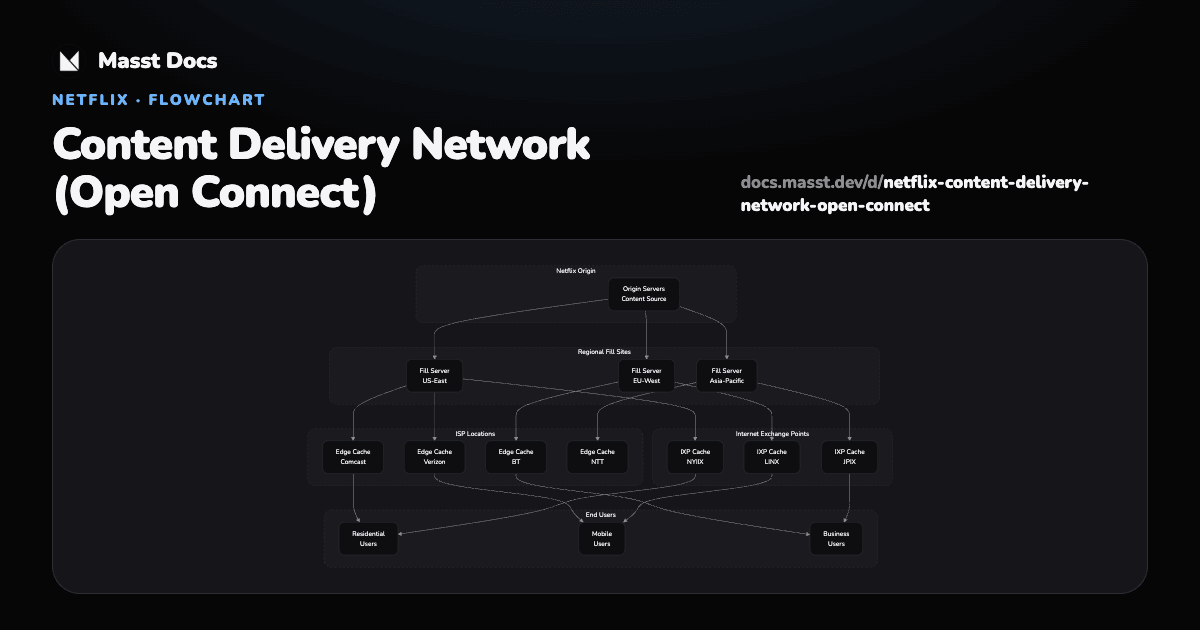 Masst Docs
NETFLIX · FLOWCHART
Content Delivery Network
(Open Connect)
docs.masst.dev/d/netflix-content-delivery-
network-open-connect
Netflix Origin
Origin Servers
Content Source
Regional Fill Sites
Fill Server
US-East
Fill Server
EU-West
Fill Server
Asia-Pacific
ISP Locations
Internet Exchange Points
Edge Cache
Comcast
Edge Cache
Verizon
Edge Cache
BT
Edge Cache
NTT
IXP Cache
NYIIX
IXP Cache
LINX
IXP Cache
JPIX
End Users
Residential
Users
Mobile
Users
Business
Users